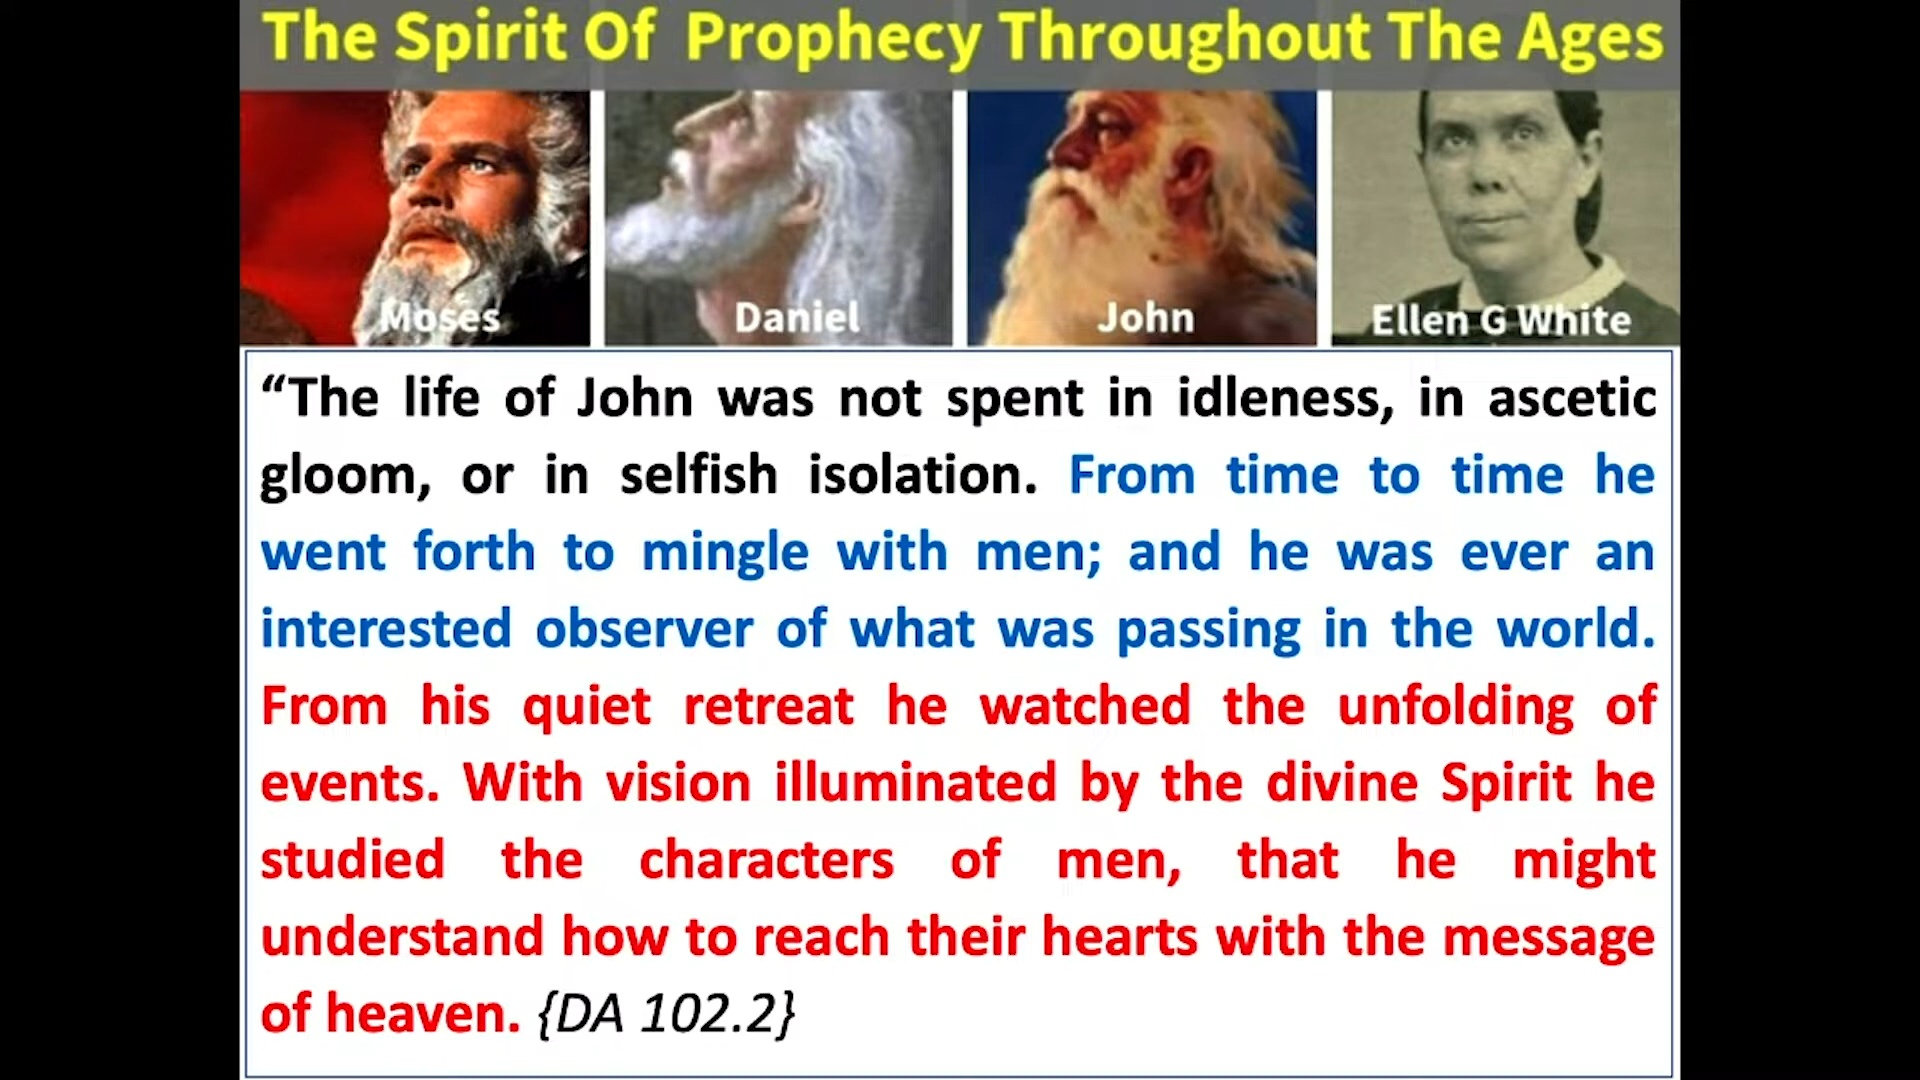 The Spirit Of Prophecy Throughout The Ages
Moses
Daniel
John
Ellen G White
“The life of John was not spent in idleness, in ascetic
gloom, or in selfish isolation. From time to time he
went forth to mingle with men; and he was ever an
interested observer of what was passing in the world.
From his quiet retreat he watched the unfolding of
events. With vision illuminated by the divine Spirit he
studied the characters of men, that he might
understand how to reach their hearts with the message
of heaven. {DA 102.2}